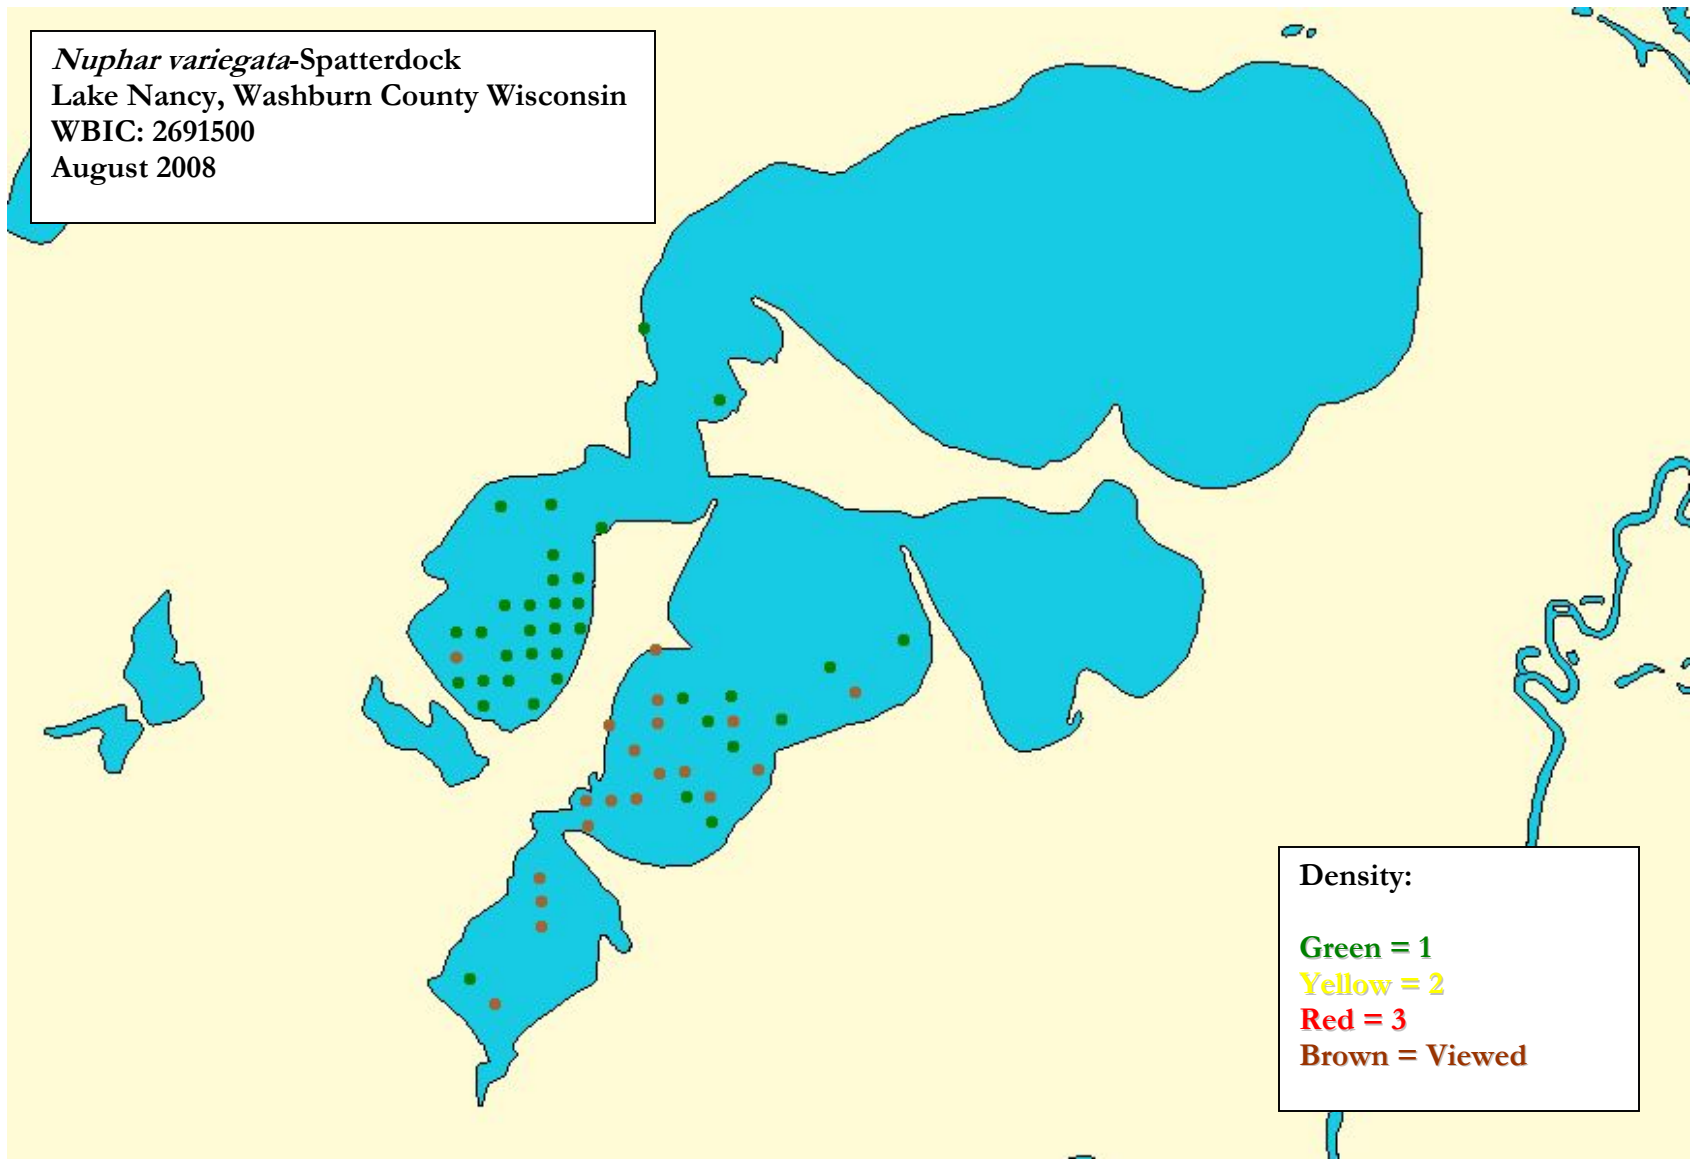 Nuphar variegata-Spatterdock
Lake Nancy, Washburn County Wisconsin
WBIC: 2691500
August 2008
Density:
Green = 1
Yellow = 2
Red = 3
Brown = Viewed